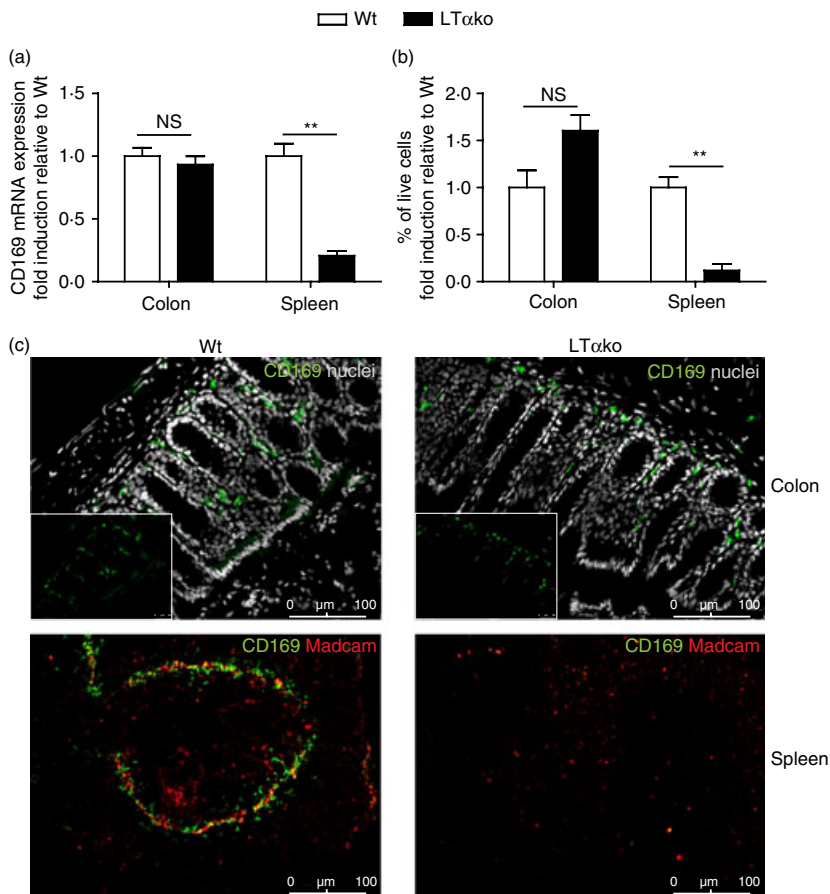 Wt LTαko
(a)
CD169 mRNA expression
fold induction relative to Wt
1·5
1·0
0·5
0·0
NS
**
Colon Spleen
(b)
% of live cells
fold induction relative to Wt
2·0
1·5
1·0
0·5
0·0
NS
**
Colon Spleen
(c)
Wt LTαko
CD169 nuclei
0 µm 100
CD169 nuclei
0 µm 100
Colon
CD169 Madcam
0 µm 100
CD169 Madcam
0 µm 100
Spleen